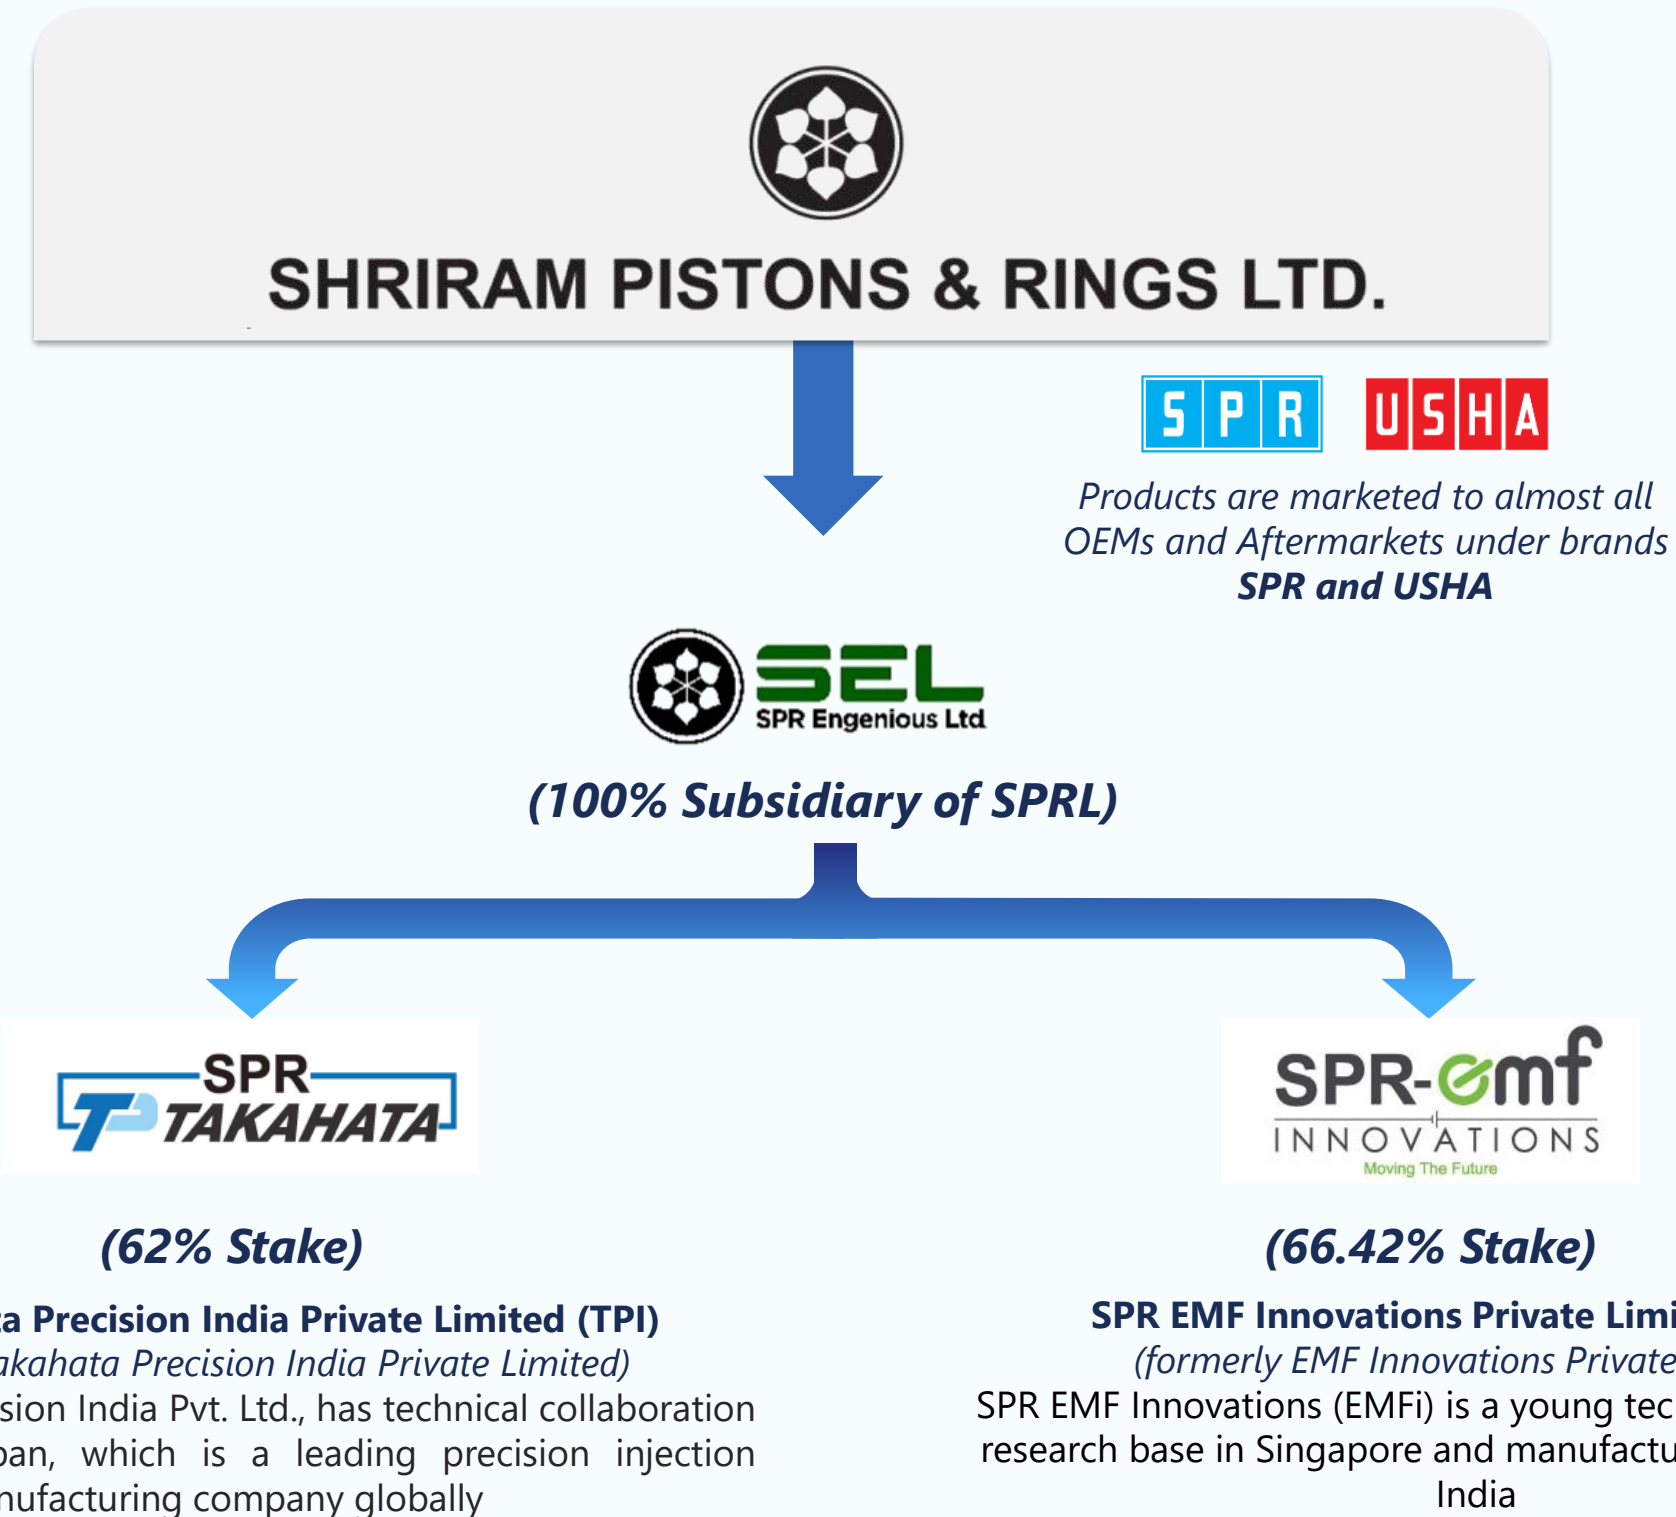 SHRIRAM PISTONS & RINGS LTD.
SPR USHA
Products are marketed to almost all
OEMs and Aftermarkets under brands
SPR and USHA
SEL
SPR Engenious Ltd
(100% Subsidiary of SPRL)
SPR
TP TAKAHATA
(62% Stake)
Precision India Private Limited (TPI)
Precision India Private Limited)
India Pvt. Ltd., has technical collaboration
which is a leading precision injection
company globally
SPR-emf
INNOVATIONS
Moving The Future
(66.42% Stake)
SPR EMF Innovations Private
(formerly EMF Innovations Private
SPR EMF Innovations (EMFi) is a young
research base in Singapore and
India